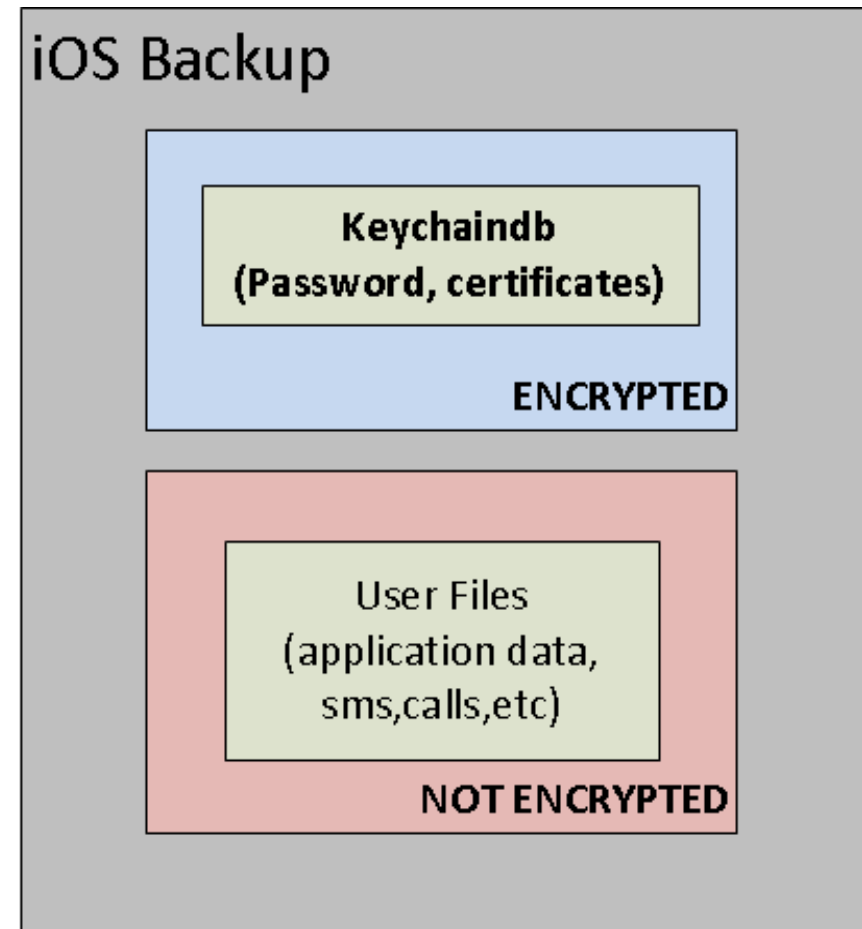 iOS Backup
Keychaindb
(Password, certificates)
ENCRYPTED
User Files
(application data,
sms,calls,etc)
NOT ENCRYPTED